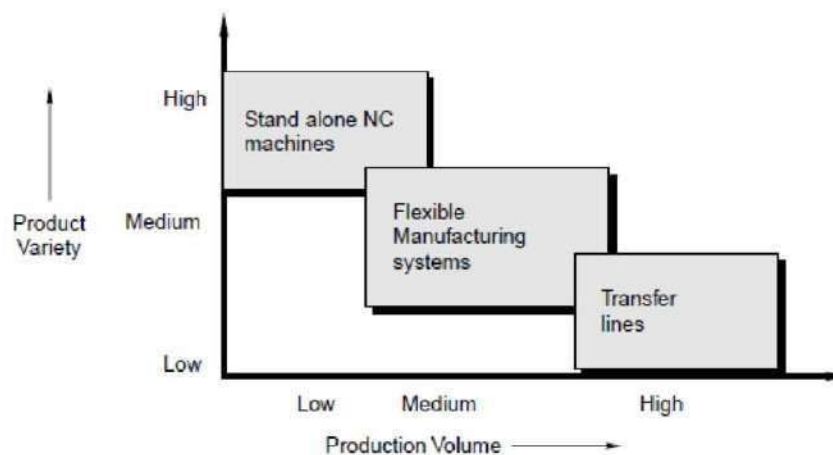 High
Stand alone NC
machines
Product
Variety
Medium
Flexible
Manufacturing
systems
Transfer
lines
Low
Low
Medium
High
Production Volume